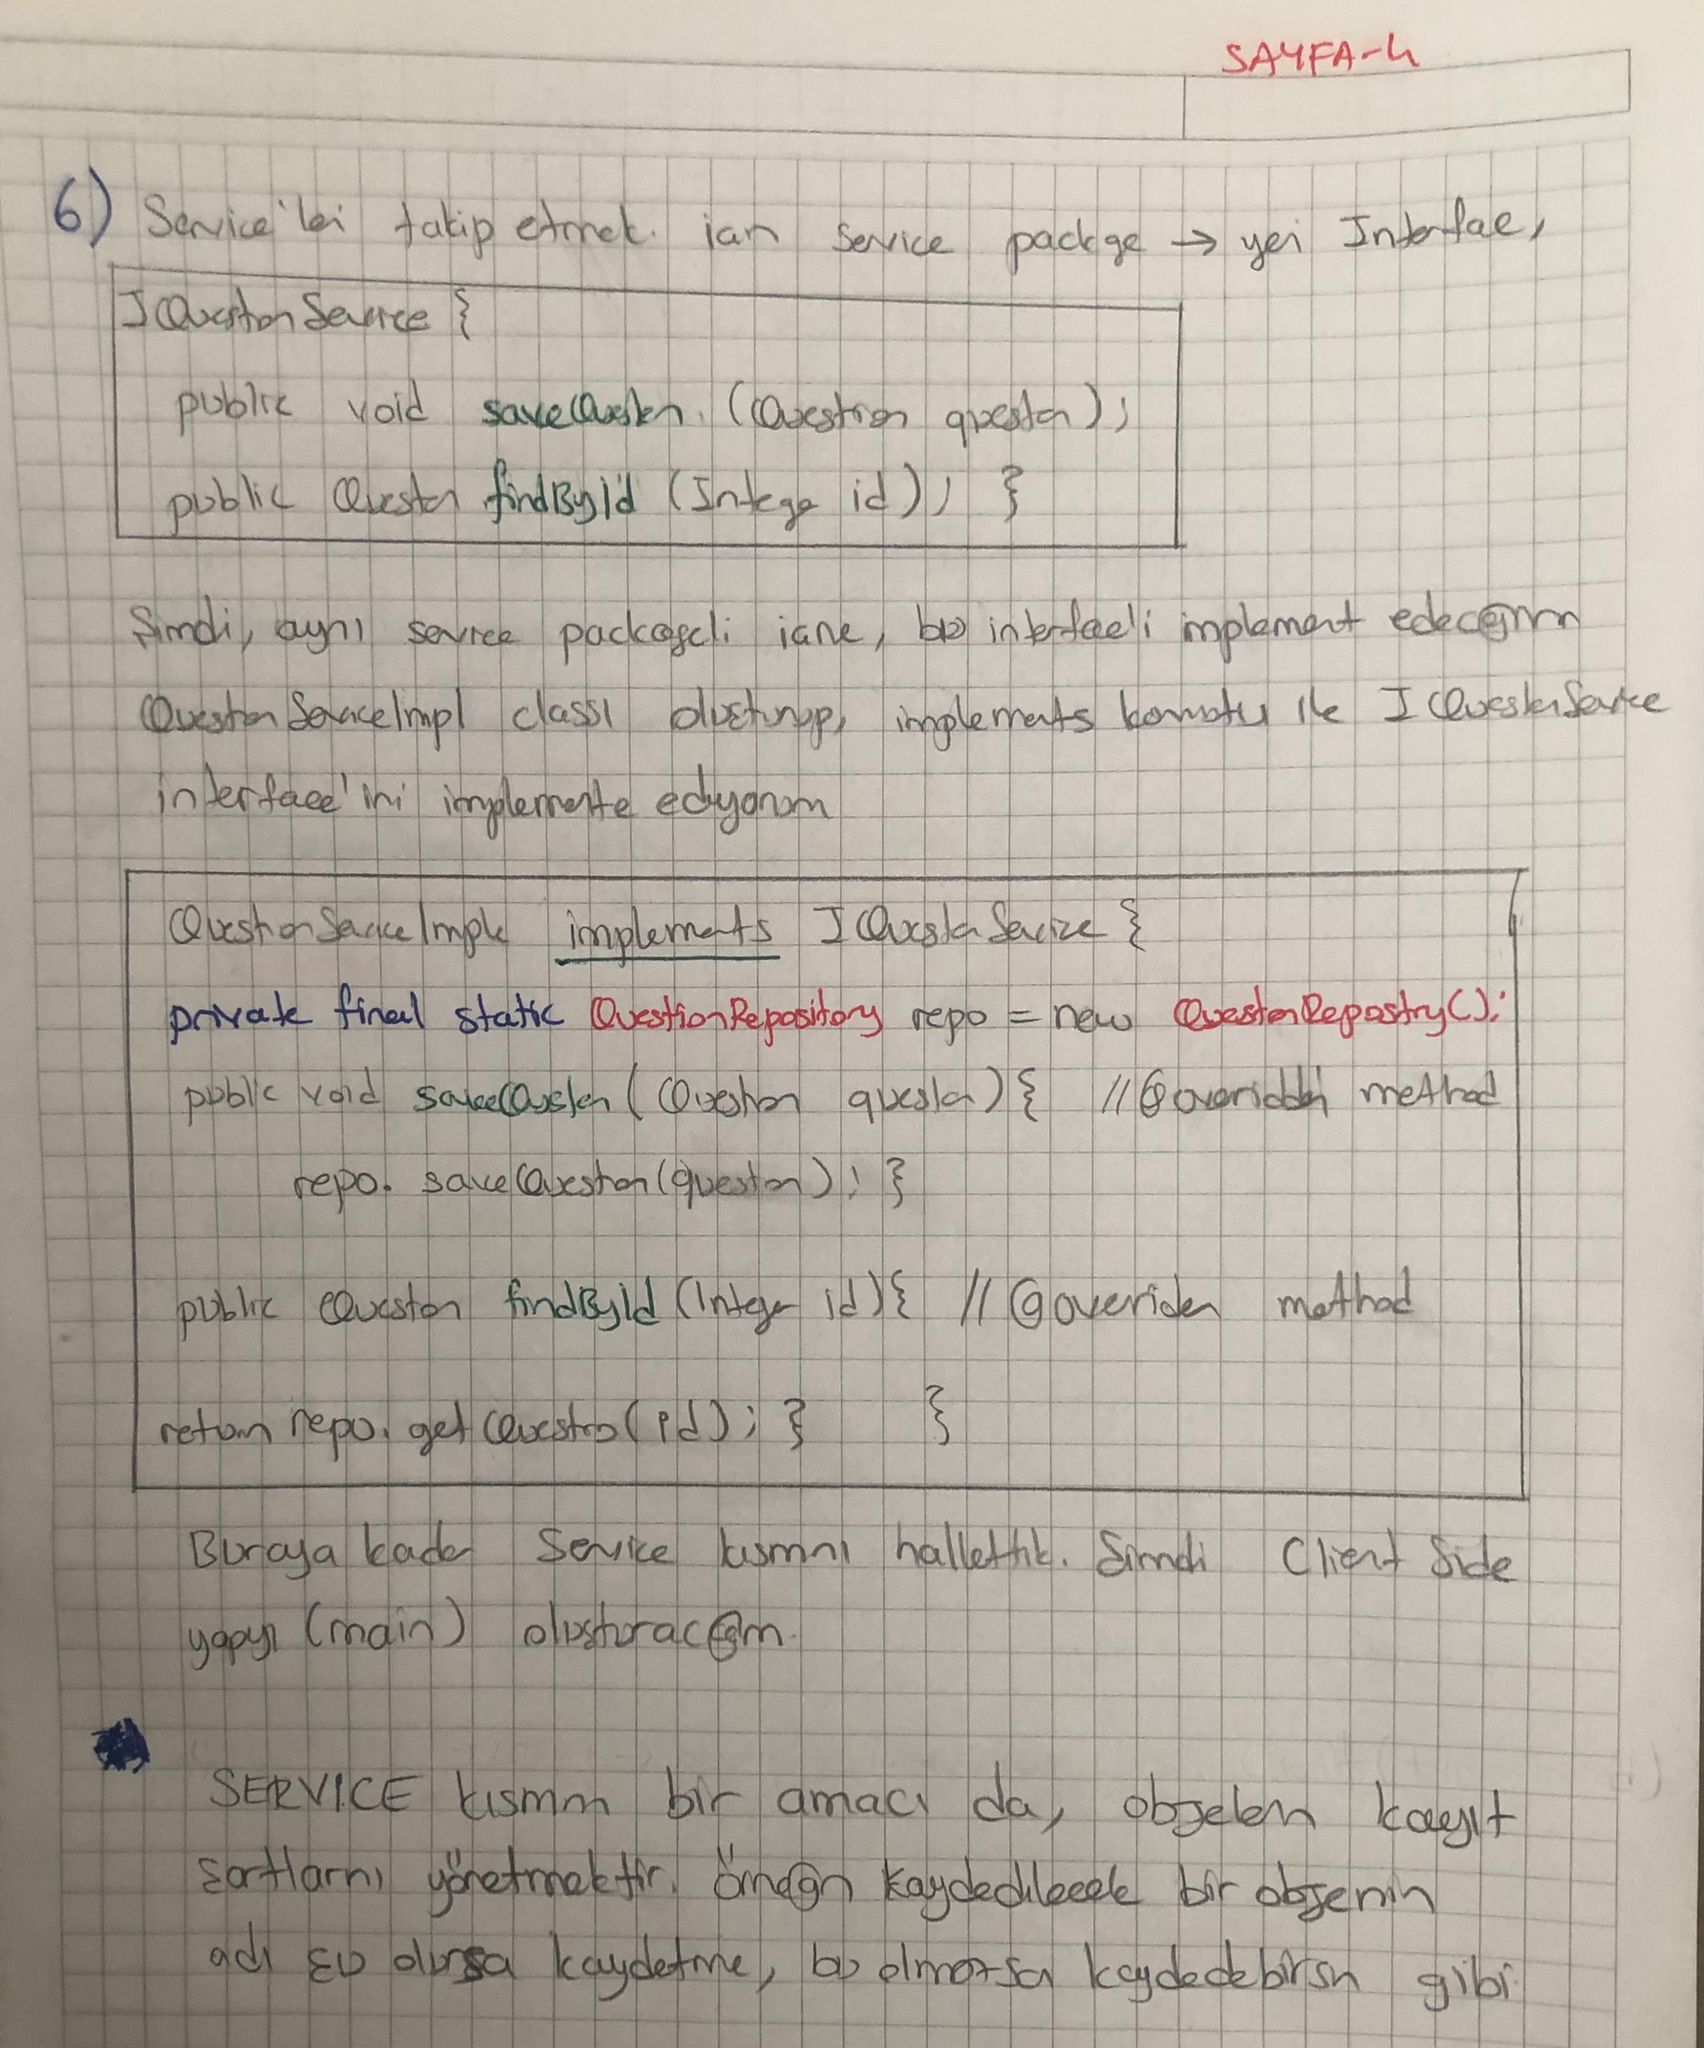 SAYFA-4
6) Service'leri takip etmek için service package → yeni Interface,
IQuestionService {
public void saveQuestion (Question question);
public Question findById (Integer id); }
Şimdi, aynı service package'li içine, bu interface'i implement edeceğim
QuestionServiceImpl classı oluşturup, implements komutu ile IQuestionService
interface'ini implemente ediyorum
QuestionServiceImple implements IQuestionService {
private final static QuestionRepository repo = new QuestionRepostry();
public void saveQuestion (Question question) { // @overridden method
repo. saveQuestion (question); }
public Question findById (Integer id) { // @overiden method
return repo. getQuestion (id); } }
Buraya kadar Service kısmını hallettik. Şimdi Client Side
yapıyı (main) oluşturacağım.
SERVICE kısmının bir amacı da, objelerin kayıt
şartlarını yönetmektir. Örneğin kaydedilecek bir objenin
adı şu olursa kaydetme, bu olmazsa kaydedebilirsin gibi